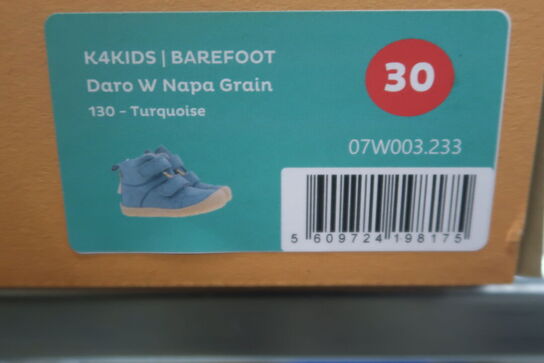 K4KIDS | BAREFOOT
Daro W Napa Grain
130 - Turquoise
30
07W003.233
5 609724 198175